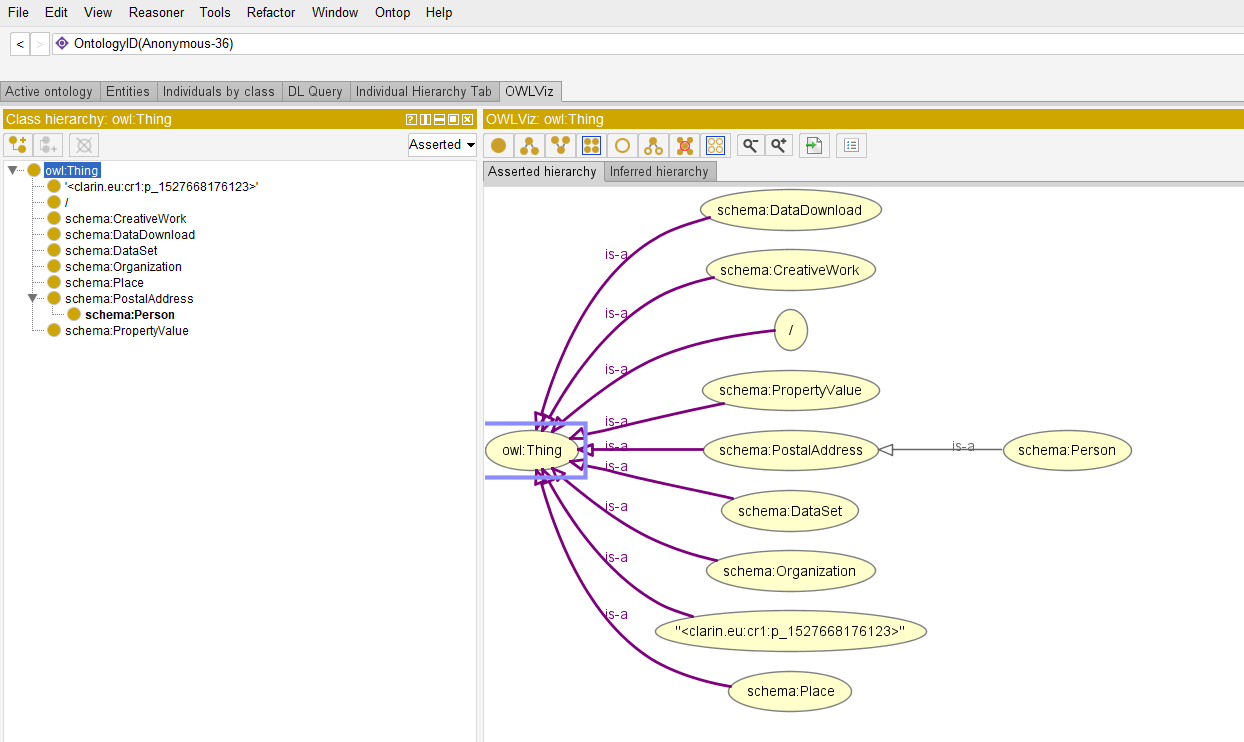 File Edit View Reasoner Tools Refactor Window Ontop Help
< > OntologyID(Anonymous-36)
Active ontology Entities Individuals by class DL Query Individual Hierarchy Tab OWLViz
Class hierarchy: owl:Thing
Asserted
owl:Thing
'<clarin.eu:cr1:p_1527668176123>'
/
schema:CreativeWork
schema:DataDownload
schema:DataSet
schema:Organization
schema:Place
schema:PostalAddress
schema:Person
schema:PropertyValue
OWLViz: owl:Thing
Asserted hierarchy Inferred hierarchy
schema:DataDownload
is-a
schema:CreativeWork
is-a
/
is-a
schema:PropertyValue
is-a
owl:Thing is-a schema:PostalAddress is-a schema:Person
is-a
schema:DataSet
is-a
schema:Organization
is-a
"<clarin.eu:cr1:p_1527668176123>"
is-a
schema:Place